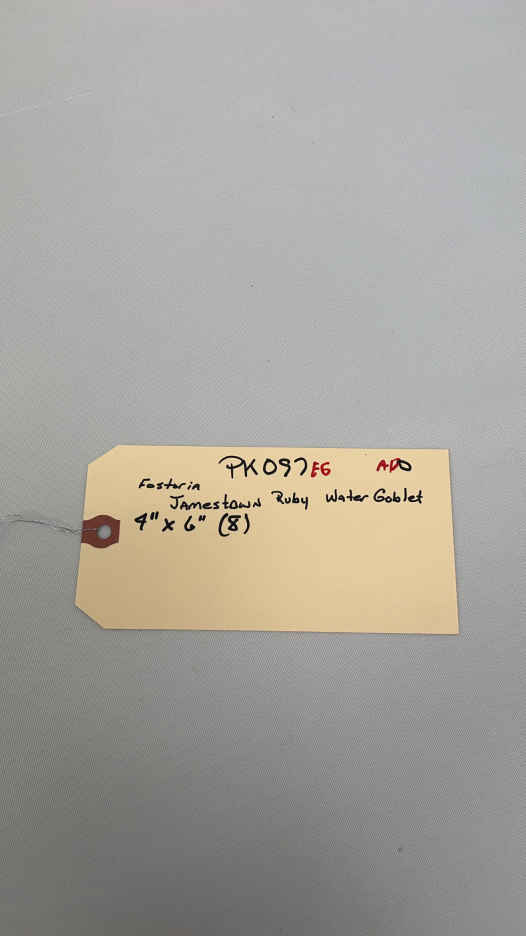 PK097EG ADO
Fostoria
Jamestown Ruby Water Goblet
4" x 6" (8)